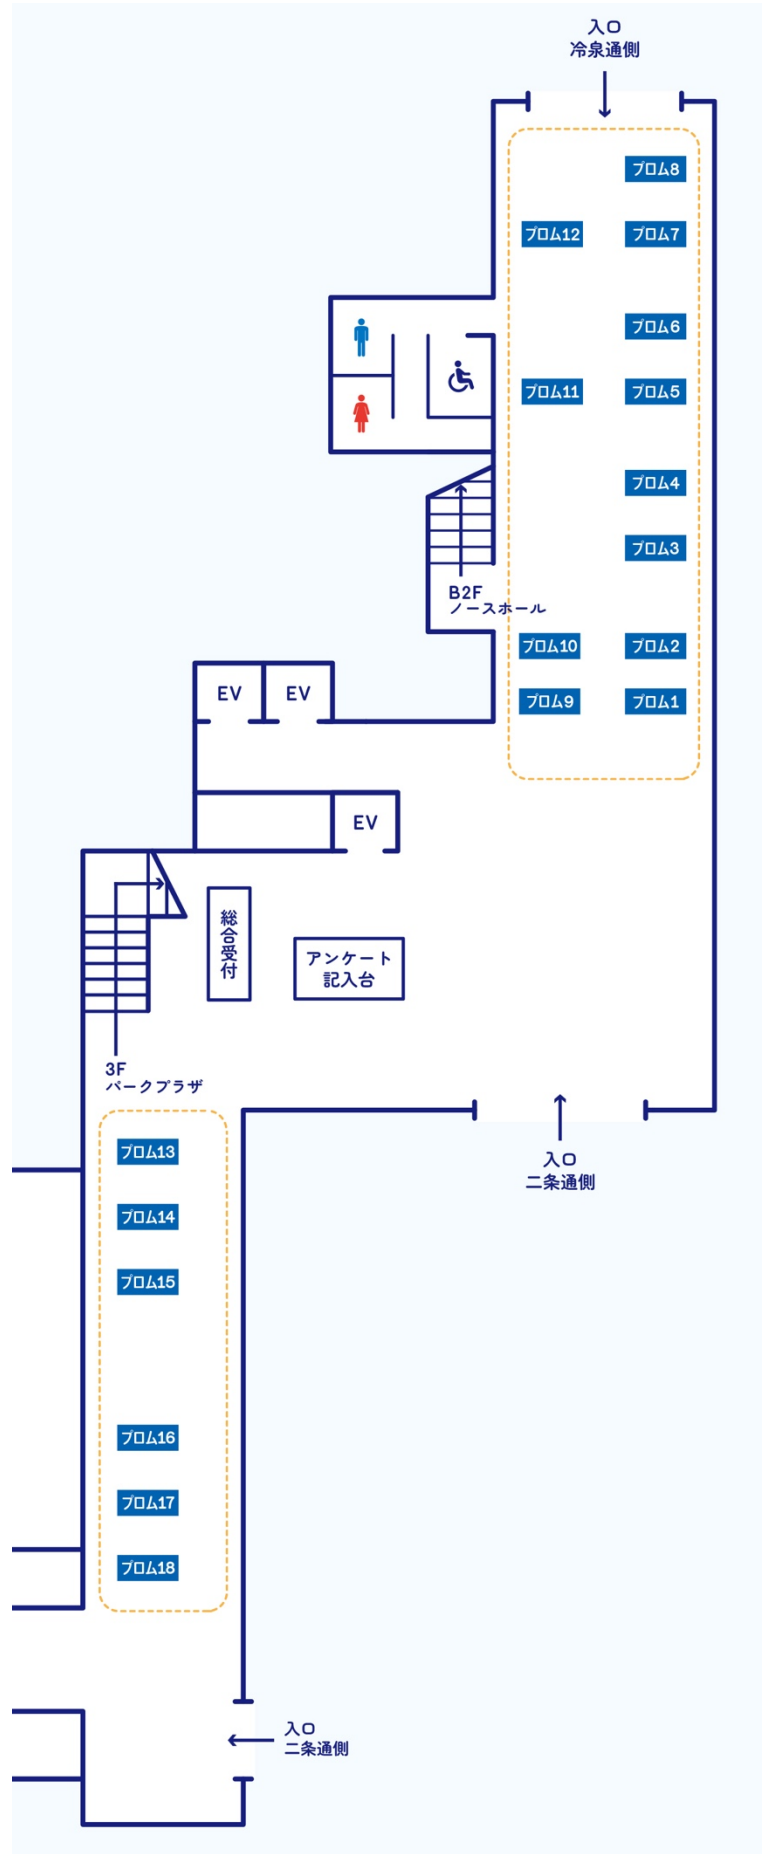 入口
冷泉通側
プロム8
プロム12
プロム7
プロム6
プロム11
プロム5
プロム4
プロム3
B2F
ノースホール
プロム10
プロム2
プロム9
プロム1
EV
EV
EV
総合受付
アンケート
記入台
3F
パークプラザ
プロム13
入口
二条通側
プロム14
プロム15
プロム16
プロム17
プロム18
入口
二条通側